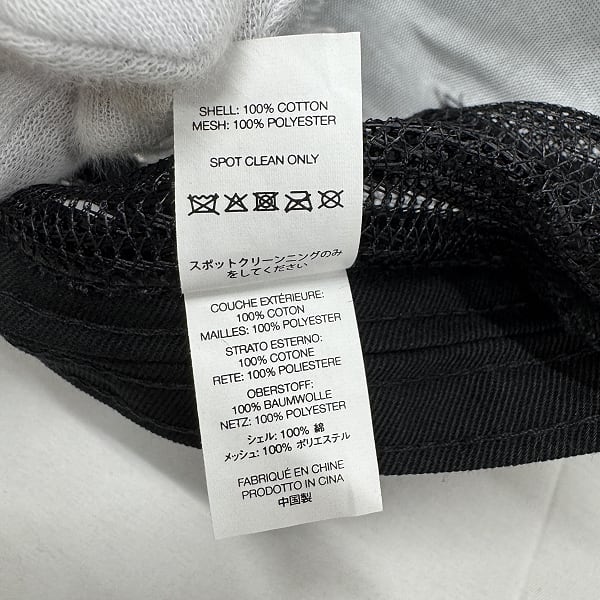 SHELL: 100% COTTON
MESH: 100% POLYESTER
SPOT CLEAN ONLY
スポットクリーンニングのみ
をしてください
COUCHE EXTÉRIEURE:
100% COTON
MAILLES: 100% POLYESTER
STRATO ESTERNO:
100% COTONE
RETE: 100% POLIESTERE
OBERSTOFF:
100% BAUMWOLLE
NETZ: 100% POLYESTER
シェル: 100% 綿
メッシュ: 100% ポリエステル
FABRIQUÉ EN CHINE
PRODOTTO IN CINA
中国製